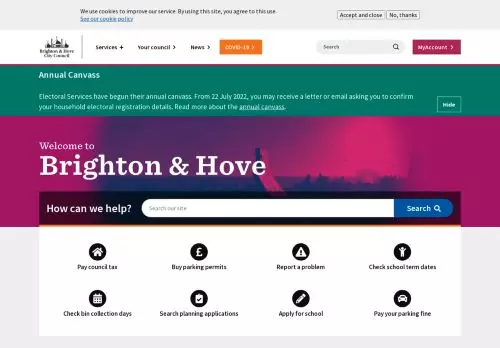 We use cookies to improve our service. By using this site, you agree to this use.
See our cookie policy
Accept and close
No, thanks
Brighton & Hove
City Council
Services +
Your council
News
COVID-19
Search
MyAccount
Annual Canvass
Electoral Services have begun their annual canvass. From 22 July 2022, you may receive a letter or email asking you to confirm
your household electoral registration details. Read more about the annual canvass.
Hide
Welcome to
Brighton & Hove
How can we help?
Search our site
Search
Pay council tax
Buy parking permits
Report a problem
Check school term dates
Check bin collection days
Search planning applications
Apply for school
Pay your parking fine